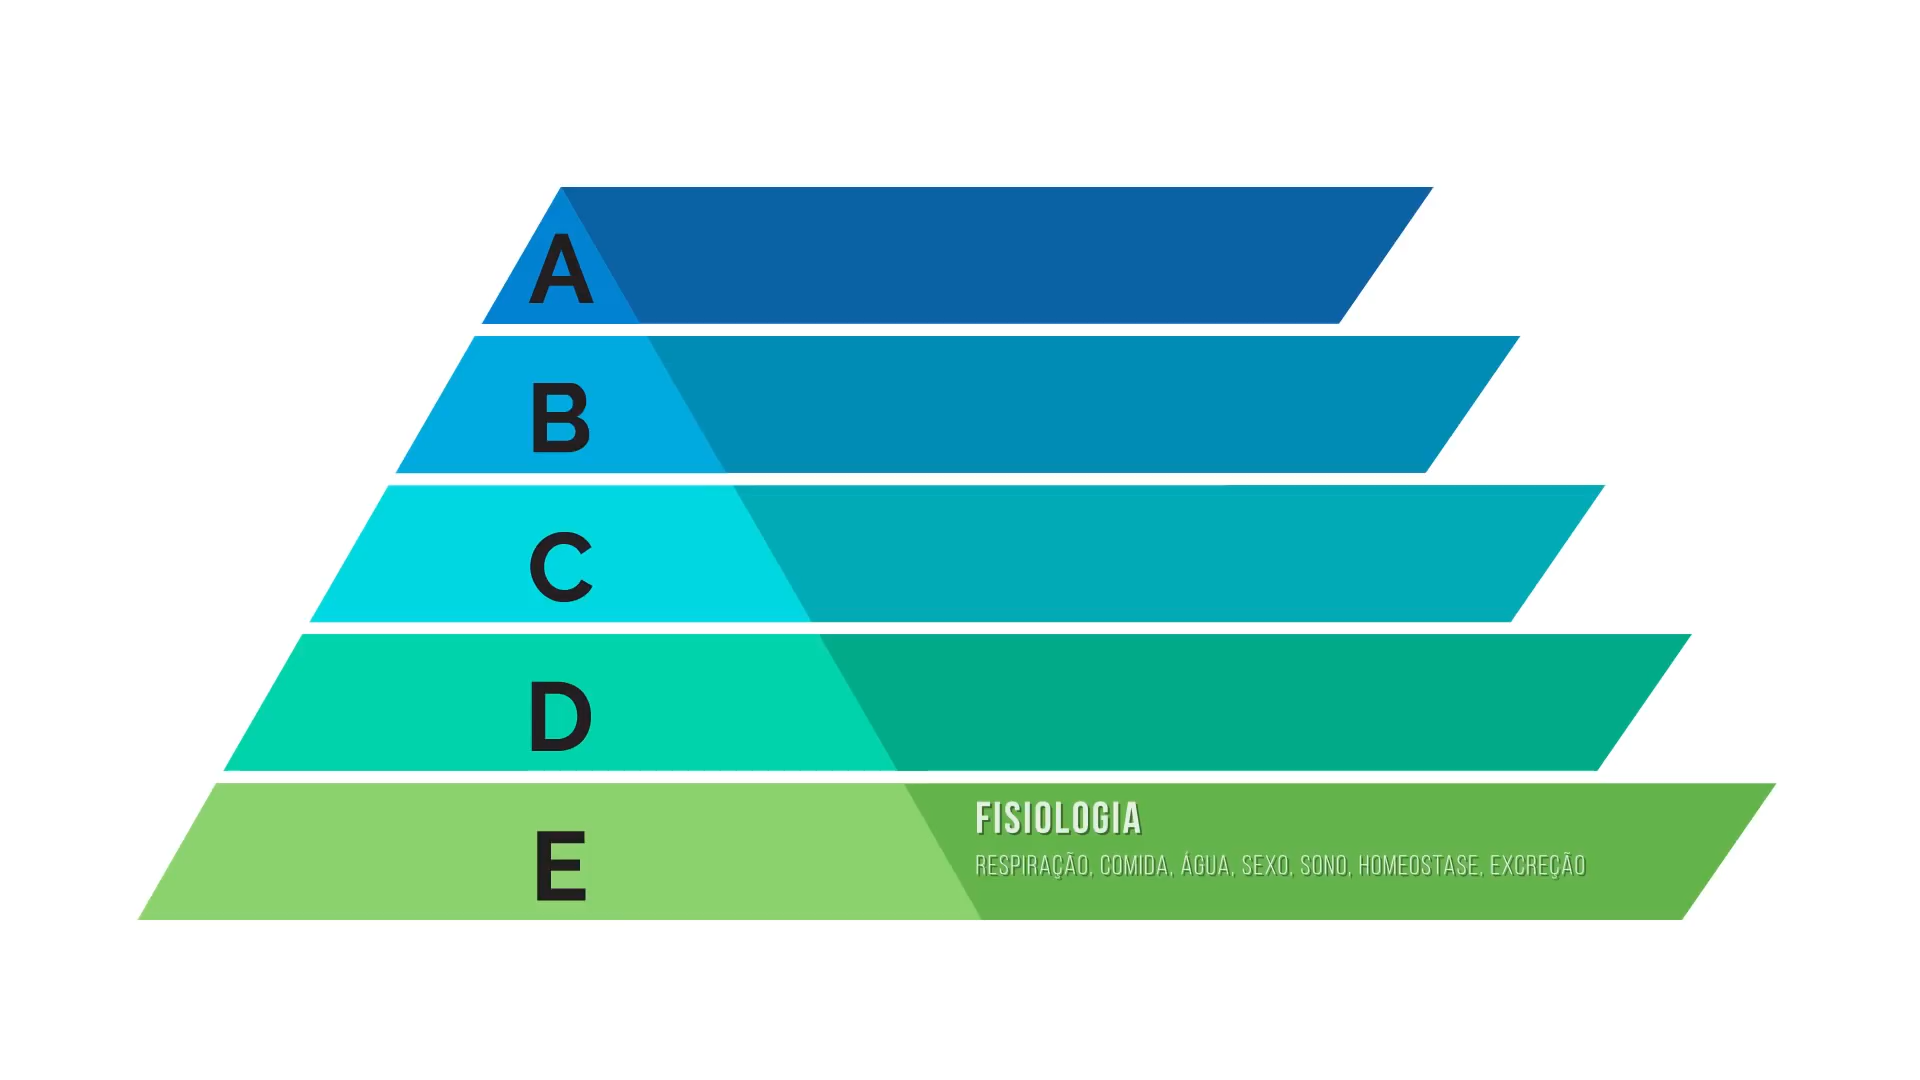 A
B
C
D
E
FISIOLOGIA
RESPIRAÇÃO, COMIDA, ÁGUA, SEXO, SONO, HOMEOSTASE, EXCREÇÃO